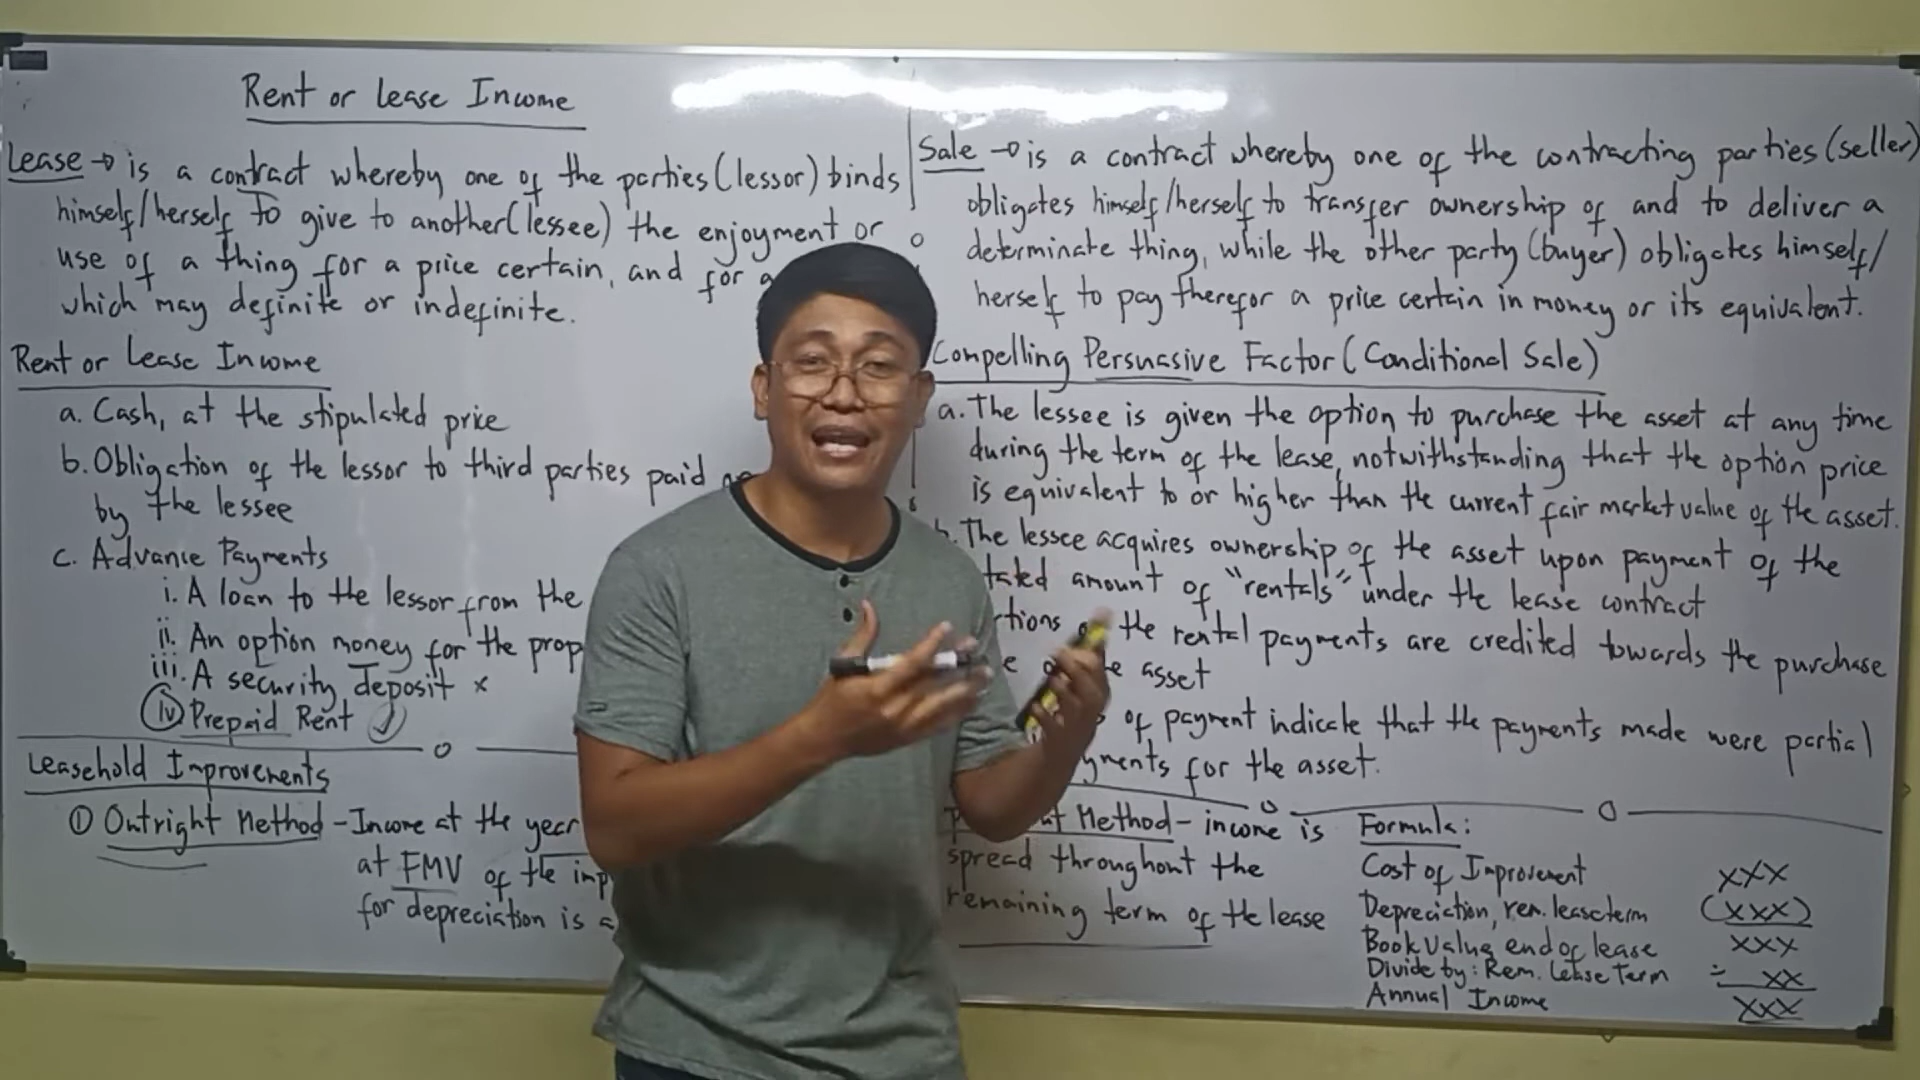 Rent or Lease Income
Lease → is a contract whereby one of the parties (lessor) binds
himself/herself to give to another (lessee) the enjoyment or
use of a thing for a price certain, and for a
which may definite or indefinite.
Rent or Lease Income
a. Cash, at the stipulated price
b. Obligation of the lessor to third parties paid
by the lessee
c. Advance Payments
i. A loan to the lessor from the
ii. An option money for the prop
iii. A security deposit x
iv Prepaid Rent ✓
Leasehold Improvements
① Outright Method - Income at the year
at FMV of the imp
for depreciation is a
Sale → is a contract whereby one of the contracting parties (seller)
obligates himself/herself to transfer ownership of and to deliver a
determinate thing, while the other party (buyer) obligates himself/
herself to pay therefor a price certain in money or its equivalent.
Compelling Persuasive Factor (Conditional Sale)
a. The lessee is given the option to purchase the asset at any time
during the term of the lease, notwithstanding that the option price
is equivalent to or higher than the current fair market value of the asset.
b. The lessee acquires ownership of the asset upon payment of the
tated amount of "rentals" under the lease contract
rtions of the rental payments are credited towards the purchase
asset
of payment indicate that the payments made were partial
yments for the asset.
Method - income is
spread throughout the
remaining term of the lease
Formula:
Cost of Improvement xxx
Depreciation, rem. lease term (xxx)
Book Value, end of lease xxx
Divide by: Rem. Lease Term ÷ xx
Annual Income xxx